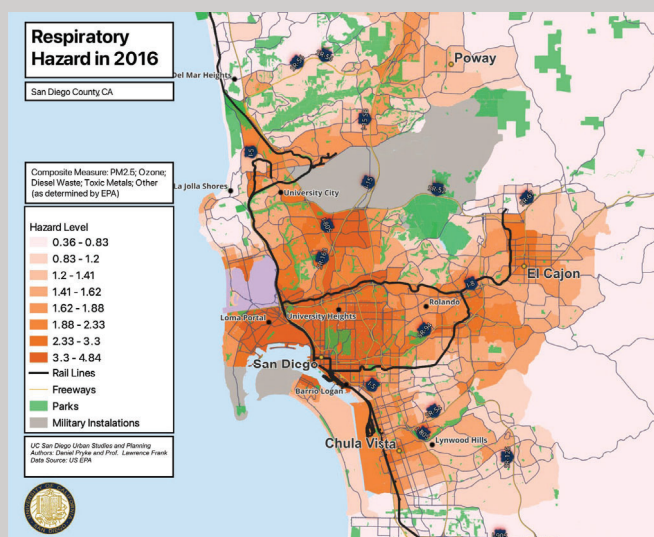 Respiratory
Hazard in 2016
San Diego County, CA
Composite Measure: PM2.5; Ozone;
Diesel Waste; Toxic Metals; Other
(as determined by EPA)
Hazard Level
0.36 - 0.83
0.83 - 1.2
1.2 - 1.41
1.41 - 1.62
1.62 - 1.88
1.88 - 2.33
2.33 - 3.3
3.3 - 4.84
Rail Lines
Freeways
Parks
Military Instalations
UC San Diego Urban Studies and Planning
Authors: Daniel Pryke and Prof. Lawrence Frank
Data Source: US EPA
Poway
Del Mar Heights
La Jolla Shores
University City
El Cajon
Rolando
University Heights
Loma Portal
San Diego
Barrio Logan
Chula Vista
Lynwood Hills